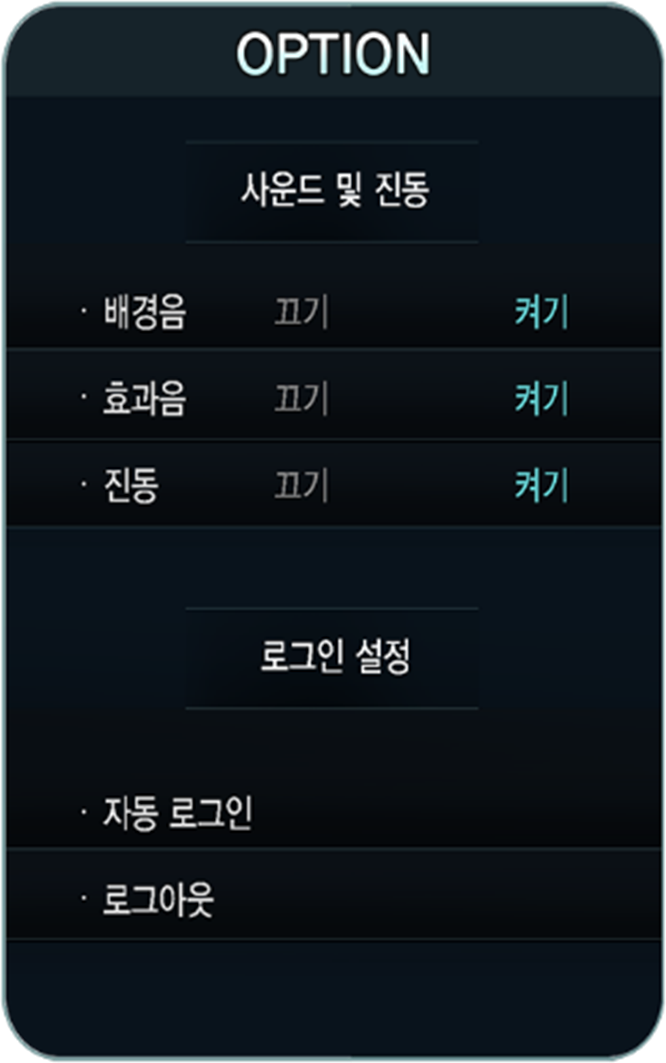 OPTION
사운드 및 진동
· 배경음 끄기 켜기
· 효과음 끄기 켜기
· 진동 끄기 켜기
로그인 설정
· 자동 로그인
· 로그아웃